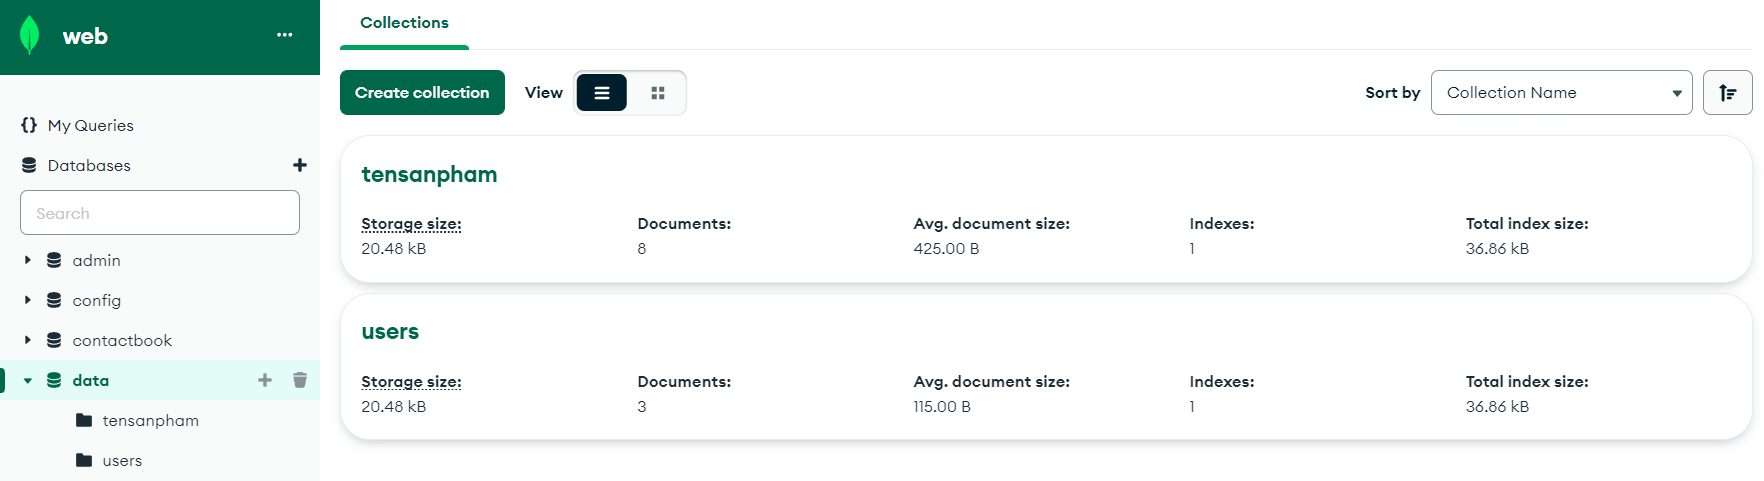 web
...
My Queries
Databases
Search
admin
config
contactbook
data
tensanpham
users
Collections
Create collection
View
Sort by
Collection Name
tensanpham
Storage size: Documents: Avg. document size: Indexes: Total index size:
20.48 kB 8 425.00 B 1 36.86 kB
users
Storage size: Documents: Avg. document size: Indexes: Total index size:
20.48 kB 3 115.00 B 1 36.86 kB